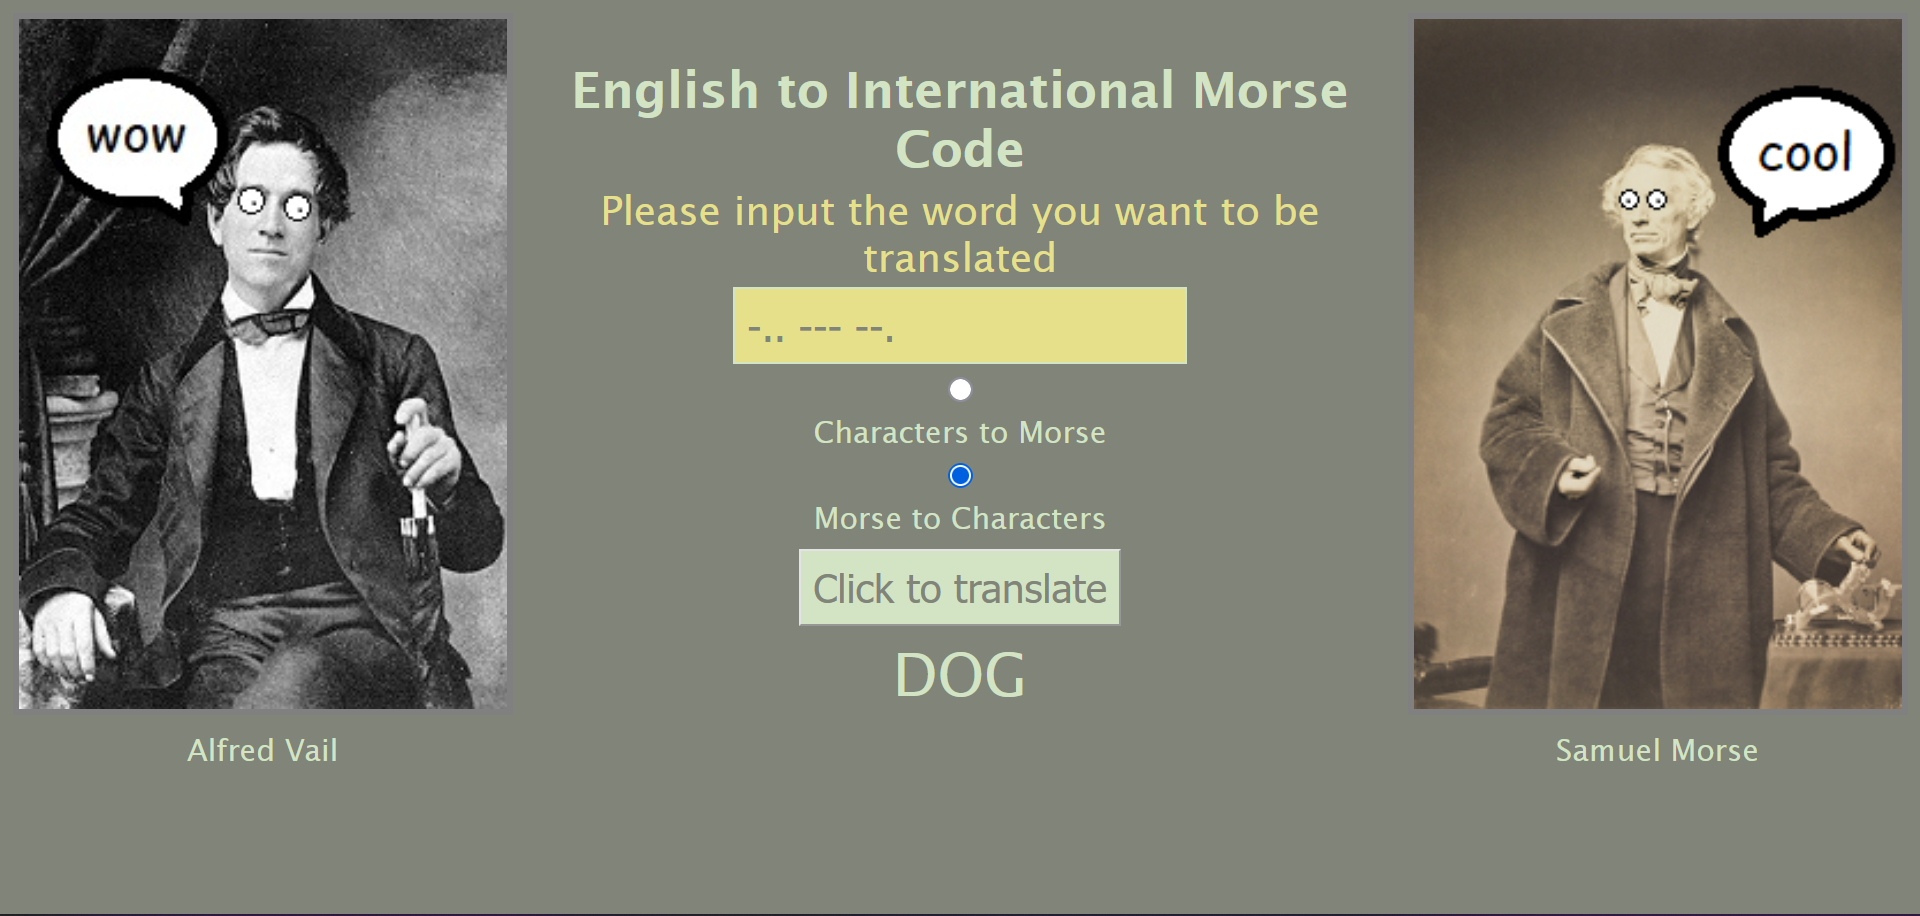 wow
English to International Morse
Code
Please input the word you want to be
translated
-.. --- --.
Characters to Morse
Morse to Characters
Click to translate
DOG
cool
Alfred Vail
Samuel Morse